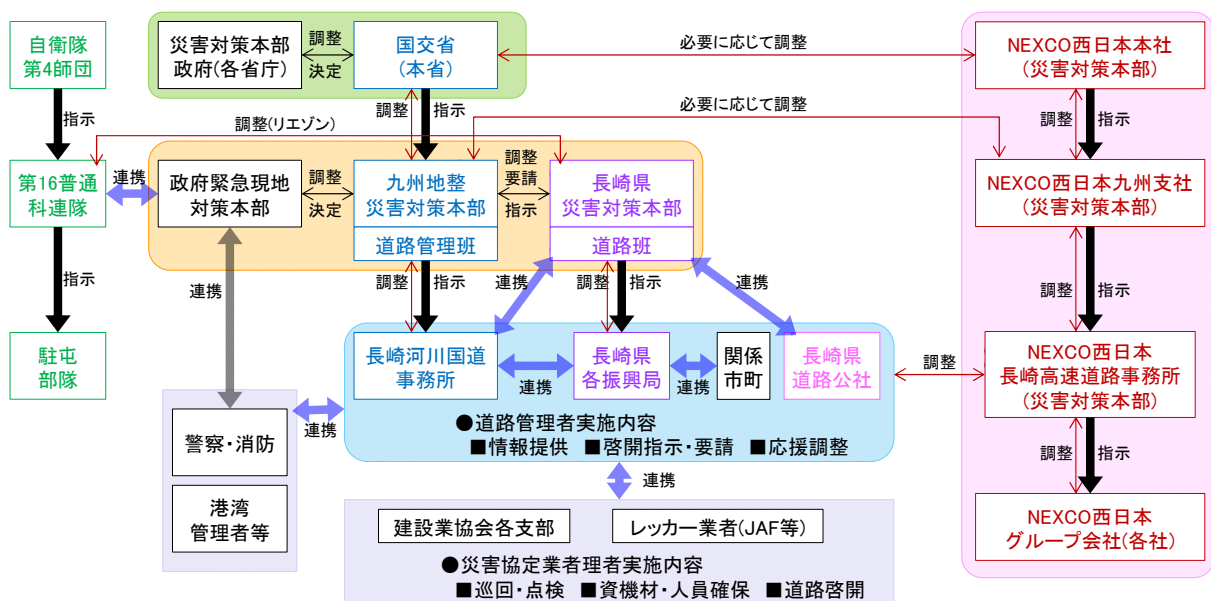 自衛隊
第4師団
災害対策本部
政府(各省庁)
調整
決定
国交省
(本省)
必要に応じて調整
NEXCO西日本本社
(災害対策本部)
指示
調整
指示
必要に応じて調整
調整
指示
調整(リエゾン)
第16普通
科連隊
連携
政府緊急現地
対策本部
調整
決定
九州地整
災害対策本部
道路管理班
調整
要請
指示
長崎県
災害対策本部
道路班
NEXCO西日本九州支社
(災害対策本部)
指示
連携
調整
指示
連携
調整
指示
連携
調整
指示
駐屯
部隊
長崎河川国道
事務所
連携
長崎県
各振興局
連携
関係
市町
長崎県
道路公社
調整
NEXCO西日本
長崎高速道路事務所
(災害対策本部)
●道路管理者実施内容
■情報提供 ■啓開指示・要請 ■応援調整
警察・消防
連携
港湾
管理者等
連携
調整
指示
建設業協会各支部
レッカー業者(JAF等)
NEXCO西日本
グループ会社(各社)
●災害協定業者理者実施内容
■巡回・点検 ■資機材・人員確保 ■道路啓開